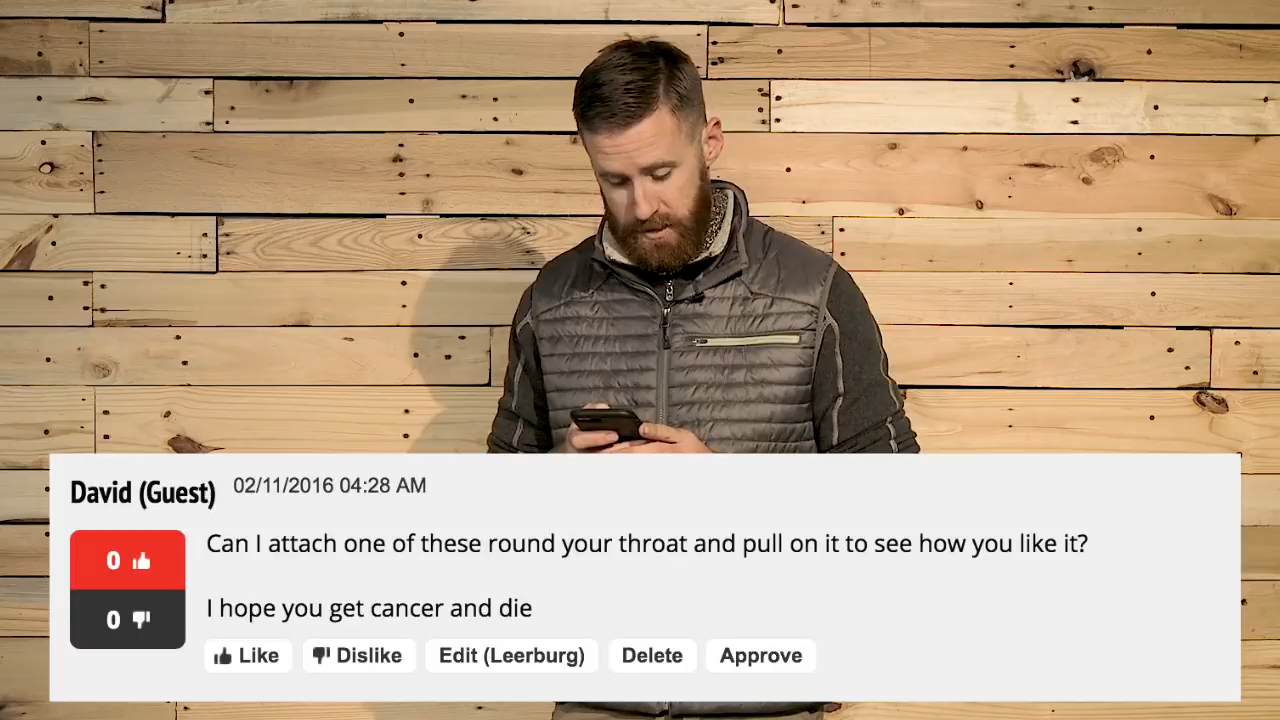 David (Guest) 02/11/2016 04:28 AM
0
Can I attach one of these round your throat and pull on it to see how you like it?
0
I hope you get cancer and die
Like Dislike Edit (Leerburg) Delete Approve